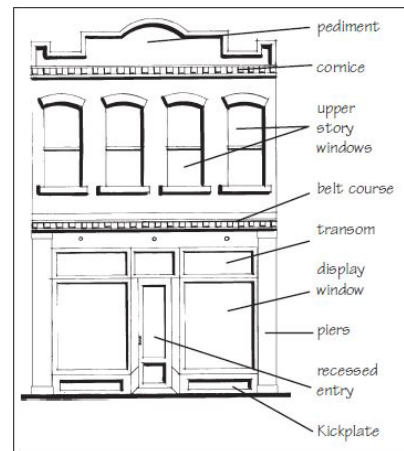 pediment
cornice
upper
story
windows
belt course
transom
display
window
piers
recessed
entry
Kickplate